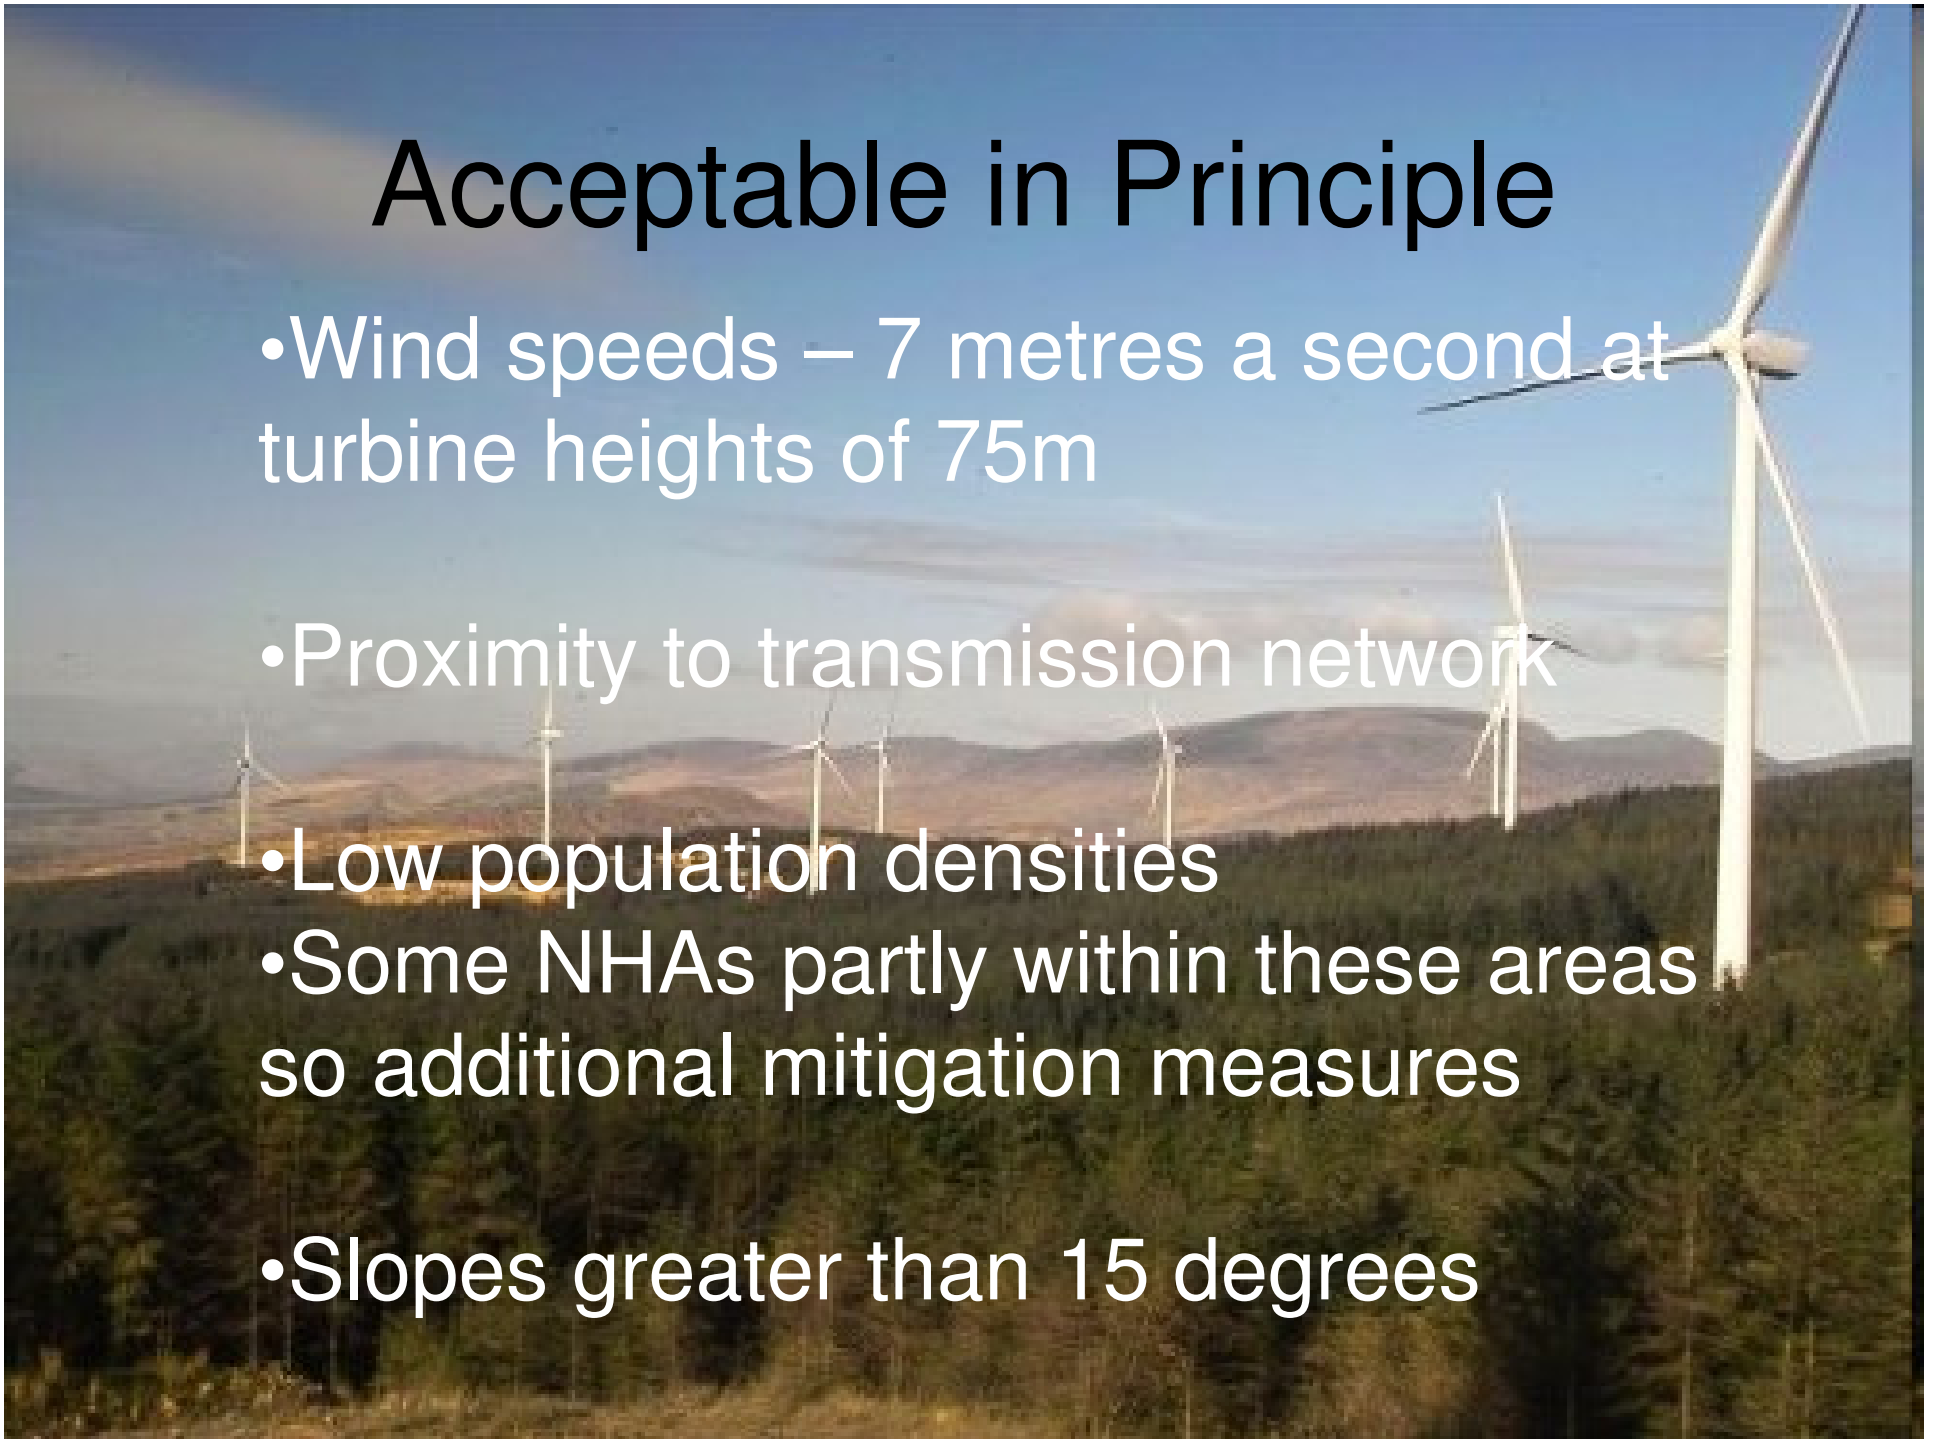 Acceptable in Principle
•Wind speeds – 7 metres a second at
turbine heights of 75m
•Proximity to transmission network
•Low population densities
•Some NHAs partly within these areas
so additional mitigation measures
•Slopes greater than 15 degrees